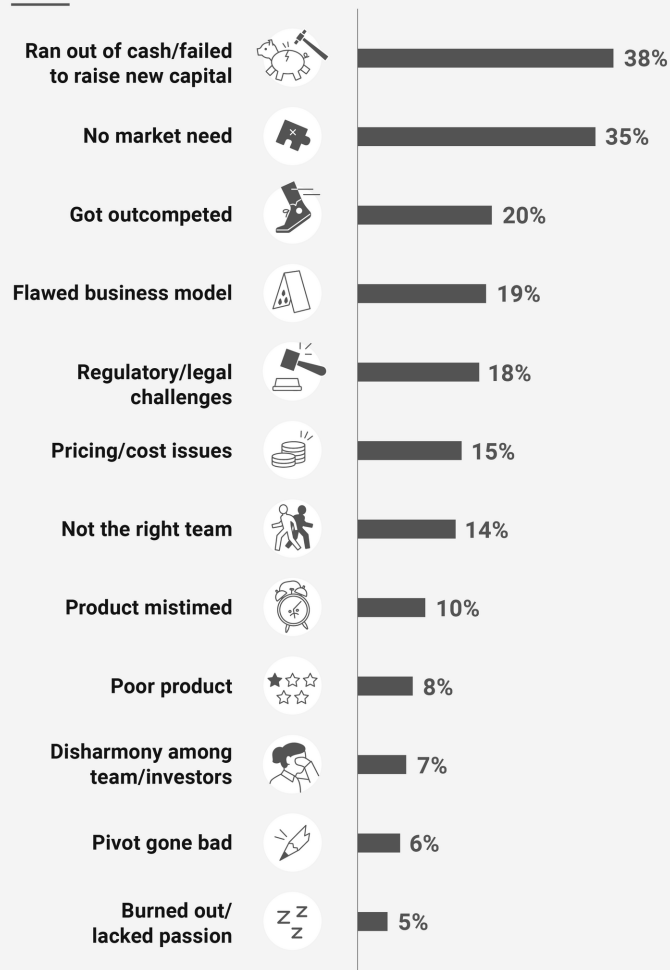 Ran out of cash/failed
to raise new capital
38%
No market need
35%
Got outcompeted
20%
Flawed business model
19%
Regulatory/legal
challenges
18%
Pricing/cost issues
15%
Not the right team
14%
Product mistimed
10%
Poor product
8%
Disharmony among
team/investors
7%
Pivot gone bad
6%
Burned out/
lacked passion
Z Z
Z
5%